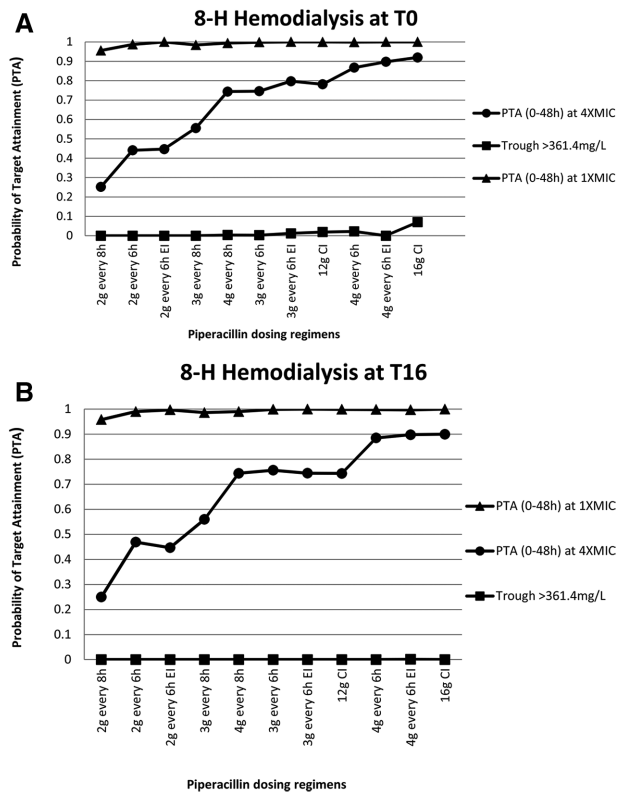 A
8-H Hemodialysis at T0
Probability of Target Attainment (PTA)
1
0.9
0.8
0.7
0.6
0.5
0.4
0.3
0.2
0.1
0
2g every 8h
2g every 6h
2g every 6h EI
3g every 8h
4g every 8h
3g every 6h
3g every 6h EI
12g CI
4g every 6h
4g every 6h EI
16g CI
Piperacillin dosing regimens
PTA (0-48h) at 4XMIC
Trough >361.4mg/L
PTA (0-48h) at 1XMIC
B
8-H Hemodialysis at T16
Probability of Target Attainment (PTA)
1
0.9
0.8
0.7
0.6
0.5
0.4
0.3
0.2
0.1
0
2g every 8h
2g every 6h
2g every 6h EI
3g every 8h
4g every 8h
3g every 6h
3g every 6h EI
12g CI
4g every 6h
4g every 6h EI
16g CI
Piperacillin dosing regimens
PTA (0-48h) at 1XMIC
PTA (0-48h) at 4XMIC
Trough >361.4mg/L